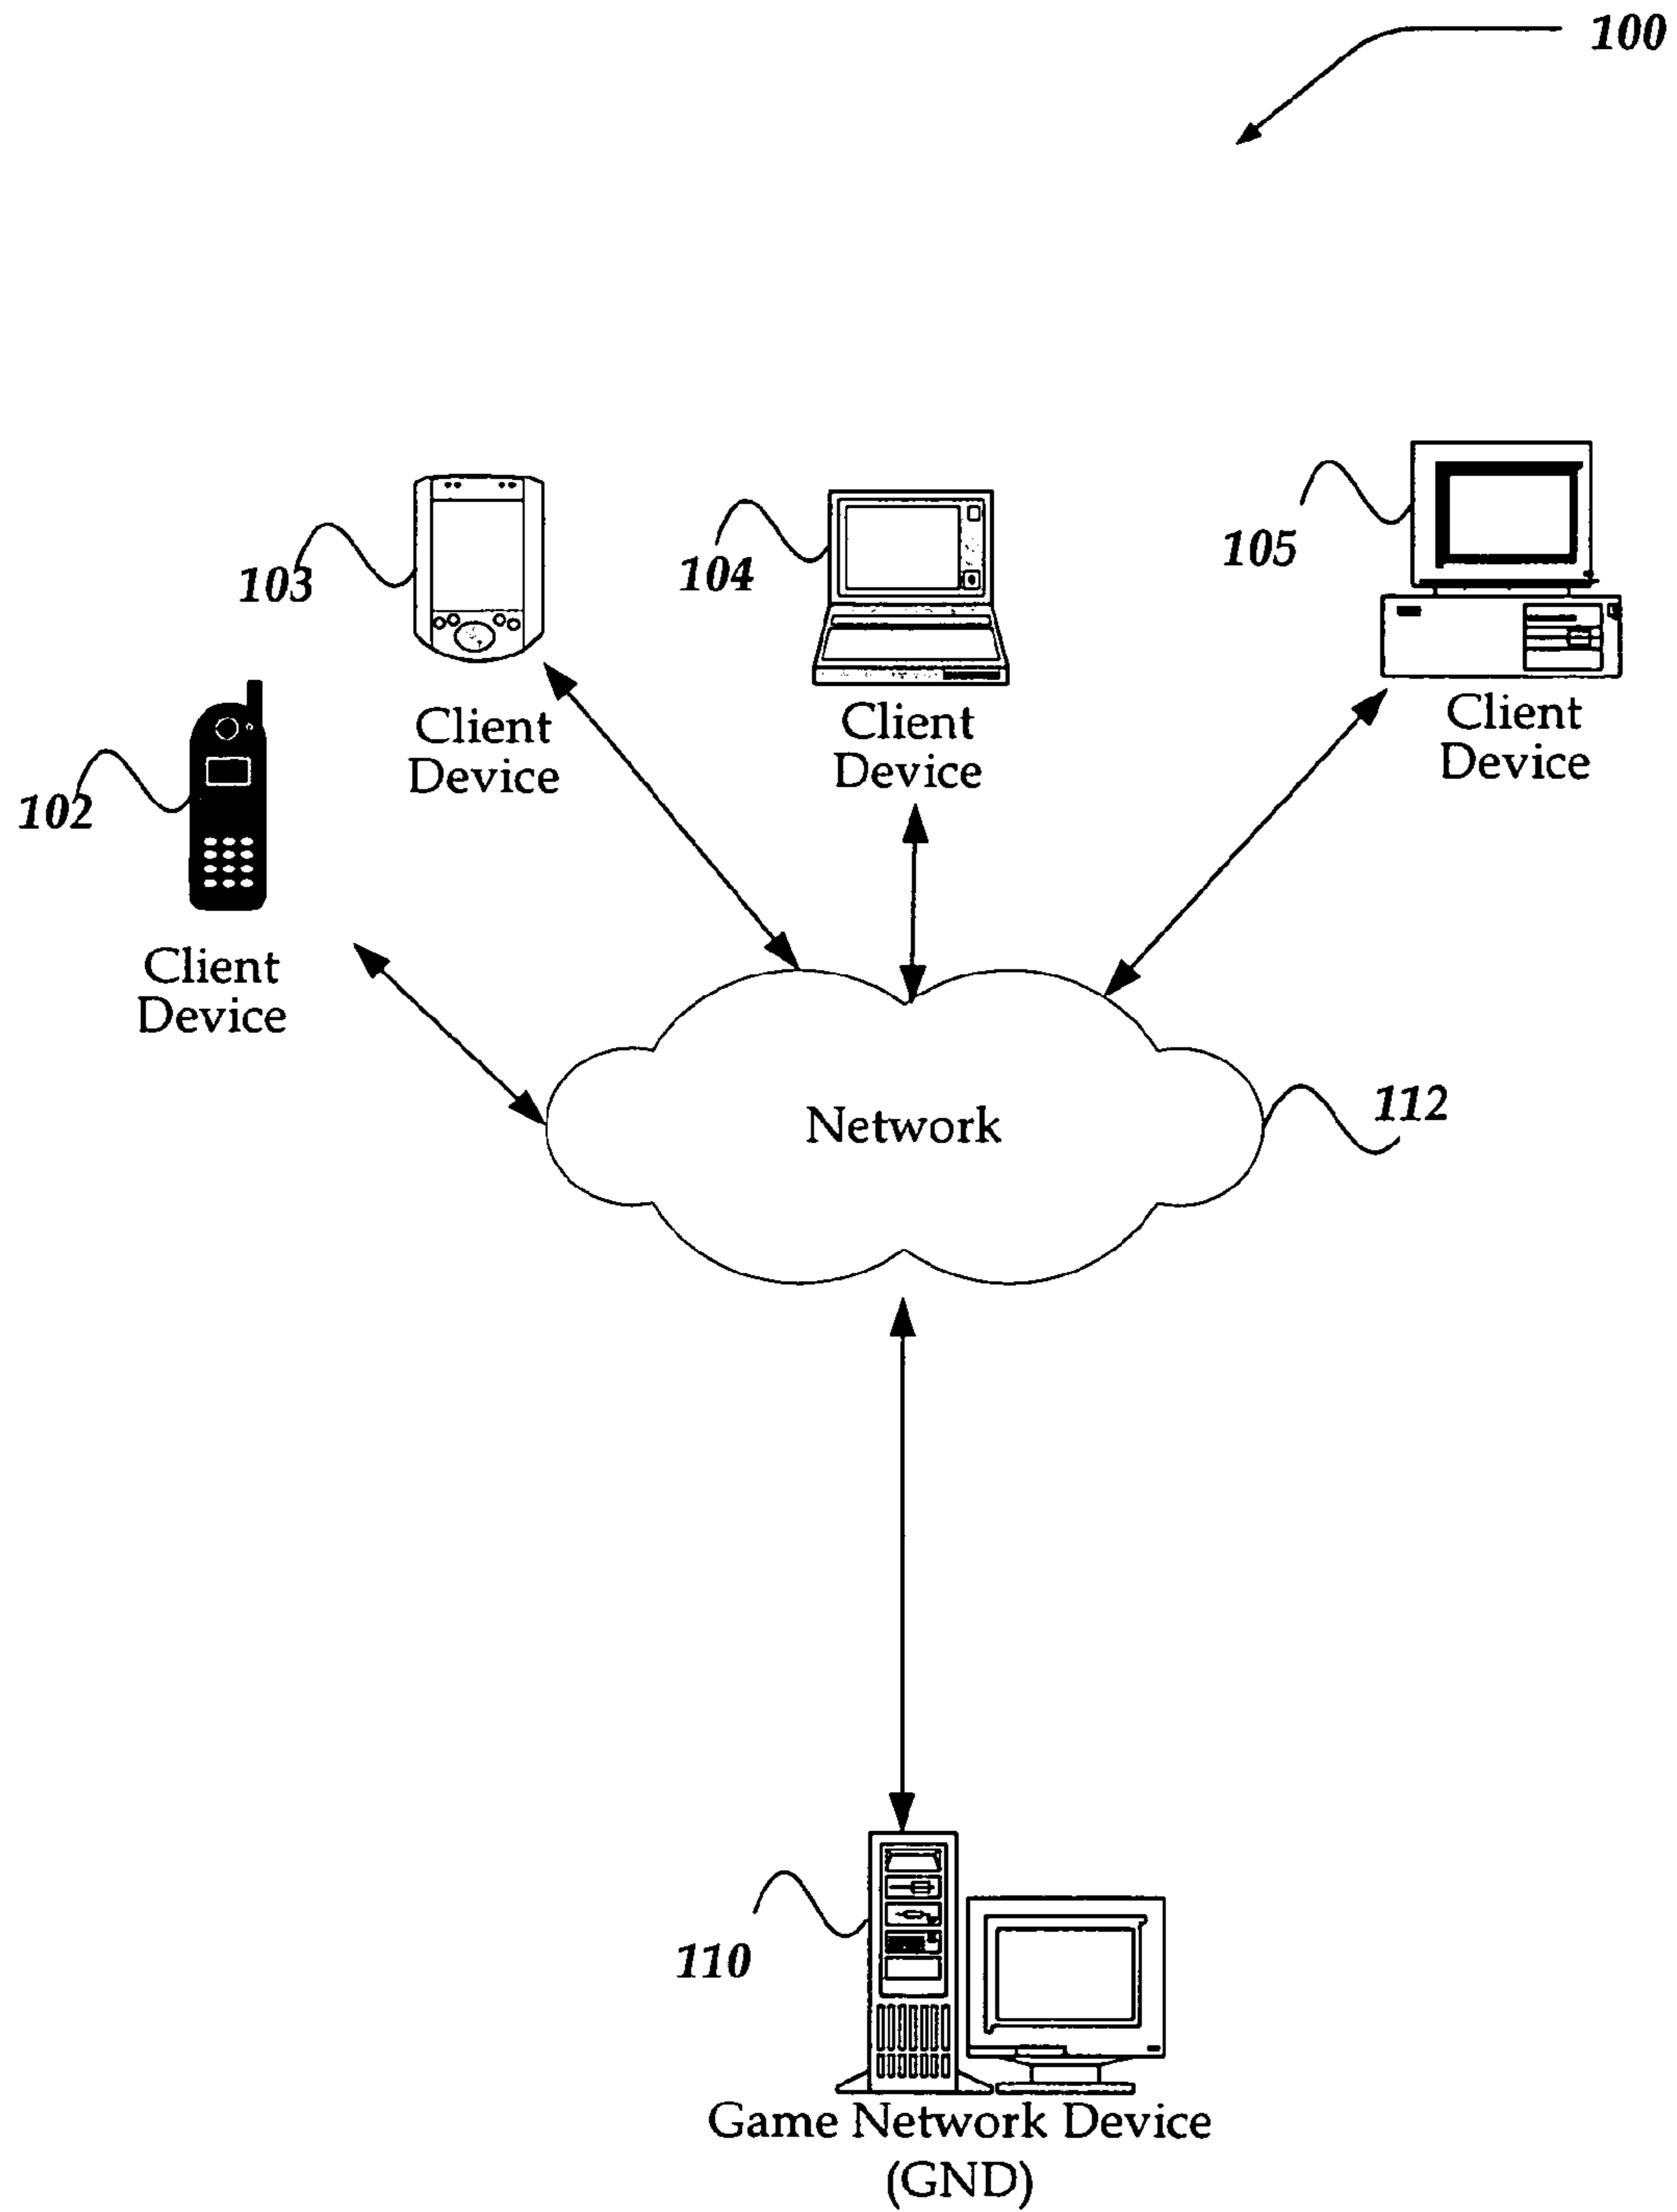 100
103
104
105
Client
Device
Client
Device
Client
Device
102
Client
Device
Network
112
110
Game Network Device
(GND)